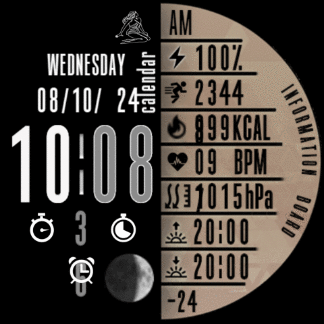 AM
WEDNESDAY
calendar
08/10/ 24
10:08
100%
2344
899KCAL
09 BPM
1015hPa
20:00
20:00
-24
3
INFORMATION BOARD